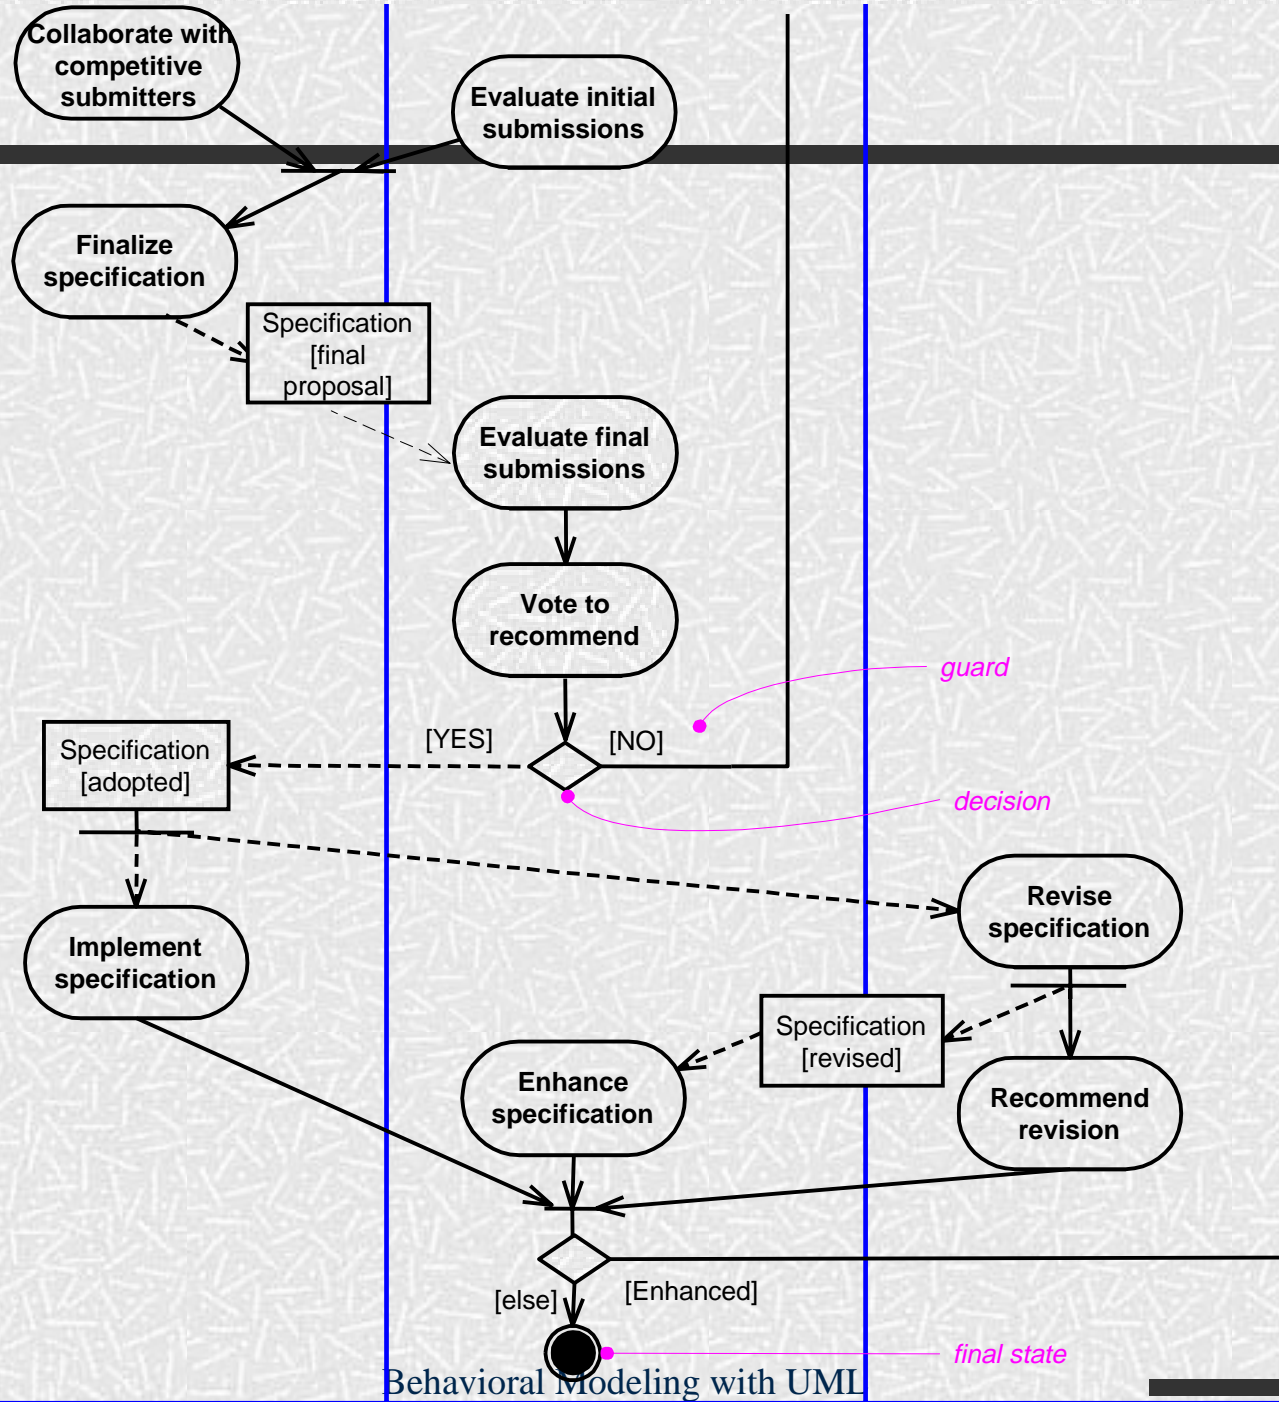 Collaborate with
competitive
submitters
Evaluate initial
submissions
Finalize
specification
Specification
[final
proposal]
Evaluate final
submissions
Vote to
recommend
guard
[YES]
[NO]
Specification
[adopted]
decision
Revise
specification
Implement
specification
Specification
[revised]
Enhance
specification
Recommend
revision
[else]
[Enhanced]
final state
Behavioral Modeling with UML